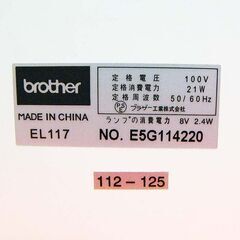 brother
定格電圧 100V
定格消費電力 21W
定格周波数 50/60Hz
PSE ブラザー工業株式会社
ランプの消費電力 8V 2.4W
MADE IN CHINA
EL117 NO. E5G114220
112-125